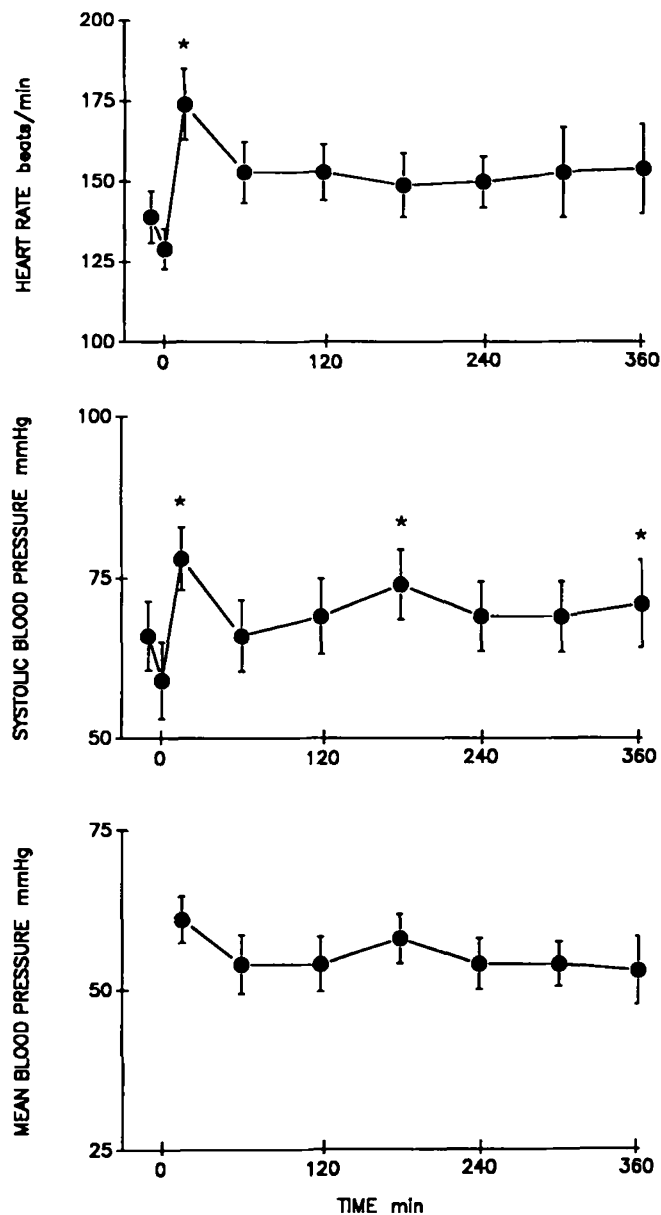 HEART RATE beats/min
200
*
175
150
125
100
0 120 240 360
SYSTOLIC BLOOD PRESSURE mmHg
100
* * *
75
50
0 120 240 360
MEAN BLOOD PRESSURE mmHg
75
50
25
0 120 240 360
TIME min